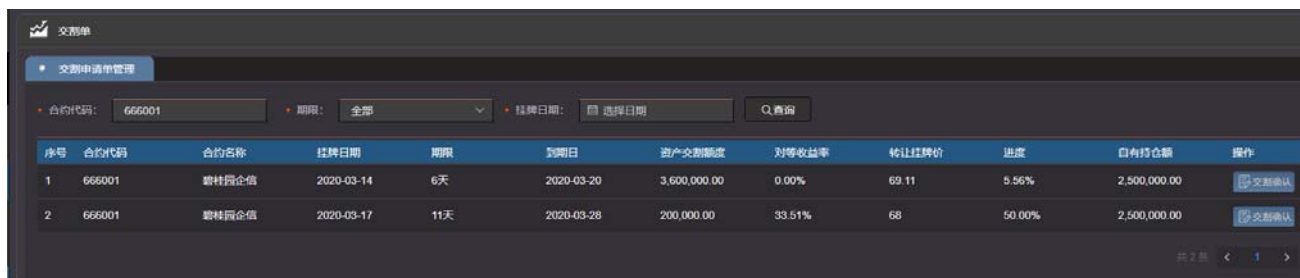 交割单
交割申请单管理
合约代码: 666001 期限: 全部 挂牌日期: 选择日期 查询
序号 合约代码 合约名称 挂牌日期 期限 到期日 资产交割额度 对等收益率 转让挂牌价 进度 自有持仓额 操作
1 666001 碧桂园企信 2020-03-14 6天 2020-03-20 3,600,000.00 0.00% 69.11 5.56% 2,500,000.00 交割确认
2 666001 碧桂园企信 2020-03-17 11天 2020-03-28 200,000.00 33.51% 68 50.00% 2,500,000.00 交割确认
共 2 条 < 1 >